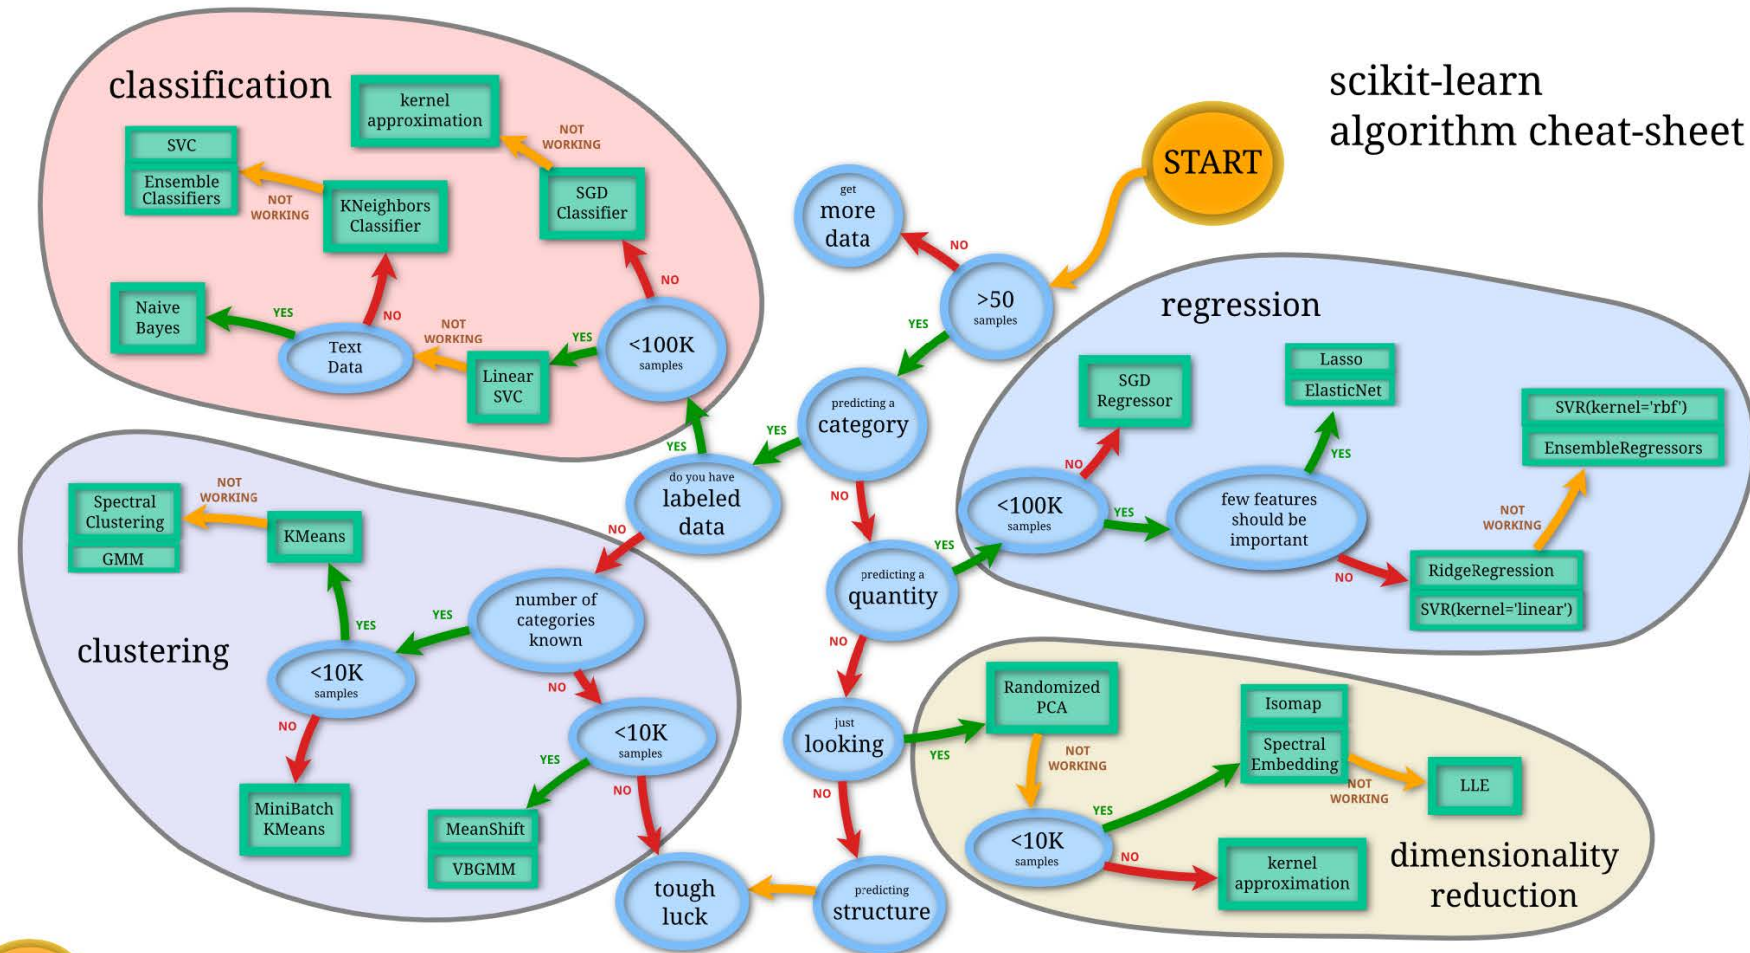 scikit-learn
algorithm cheat-sheet
START
get
more
data
NO
>50
samples
YES
predicting a
category
YES
NO
do you have
labeled
data
YES
NO
predicting a
quantity
YES
NO
just
looking
YES
NO
predicting
structure
tough
luck
classification
kernel
approximation
NOT
WORKING
SVC
Ensemble
Classifiers
NOT
WORKING
KNeighbors
Classifier
SGD
Classifier
NO
Naive
Bayes
YES
NO
Text
Data
NOT
WORKING
Linear
SVC
YES
<100K
samples
regression
SGD
Regressor
NO
<100K
samples
YES
few features
should be
important
YES
Lasso
ElasticNet
NO
RidgeRegression
SVR(kernel='linear')
NOT
WORKING
SVR(kernel='rbf')
EnsembleRegressors
clustering
Spectral
Clustering
GMM
NOT
WORKING
KMeans
YES
<10K
samples
NO
MiniBatch
KMeans
YES
number of
categories
known
NO
<10K
samples
YES
NO
MeanShift
VBGMM
Randomized
PCA
NOT
WORKING
<10K
samples
YES
NO
Isomap
Spectral
Embedding
NOT
WORKING
LLE
kernel
approximation
dimensionality
reduction